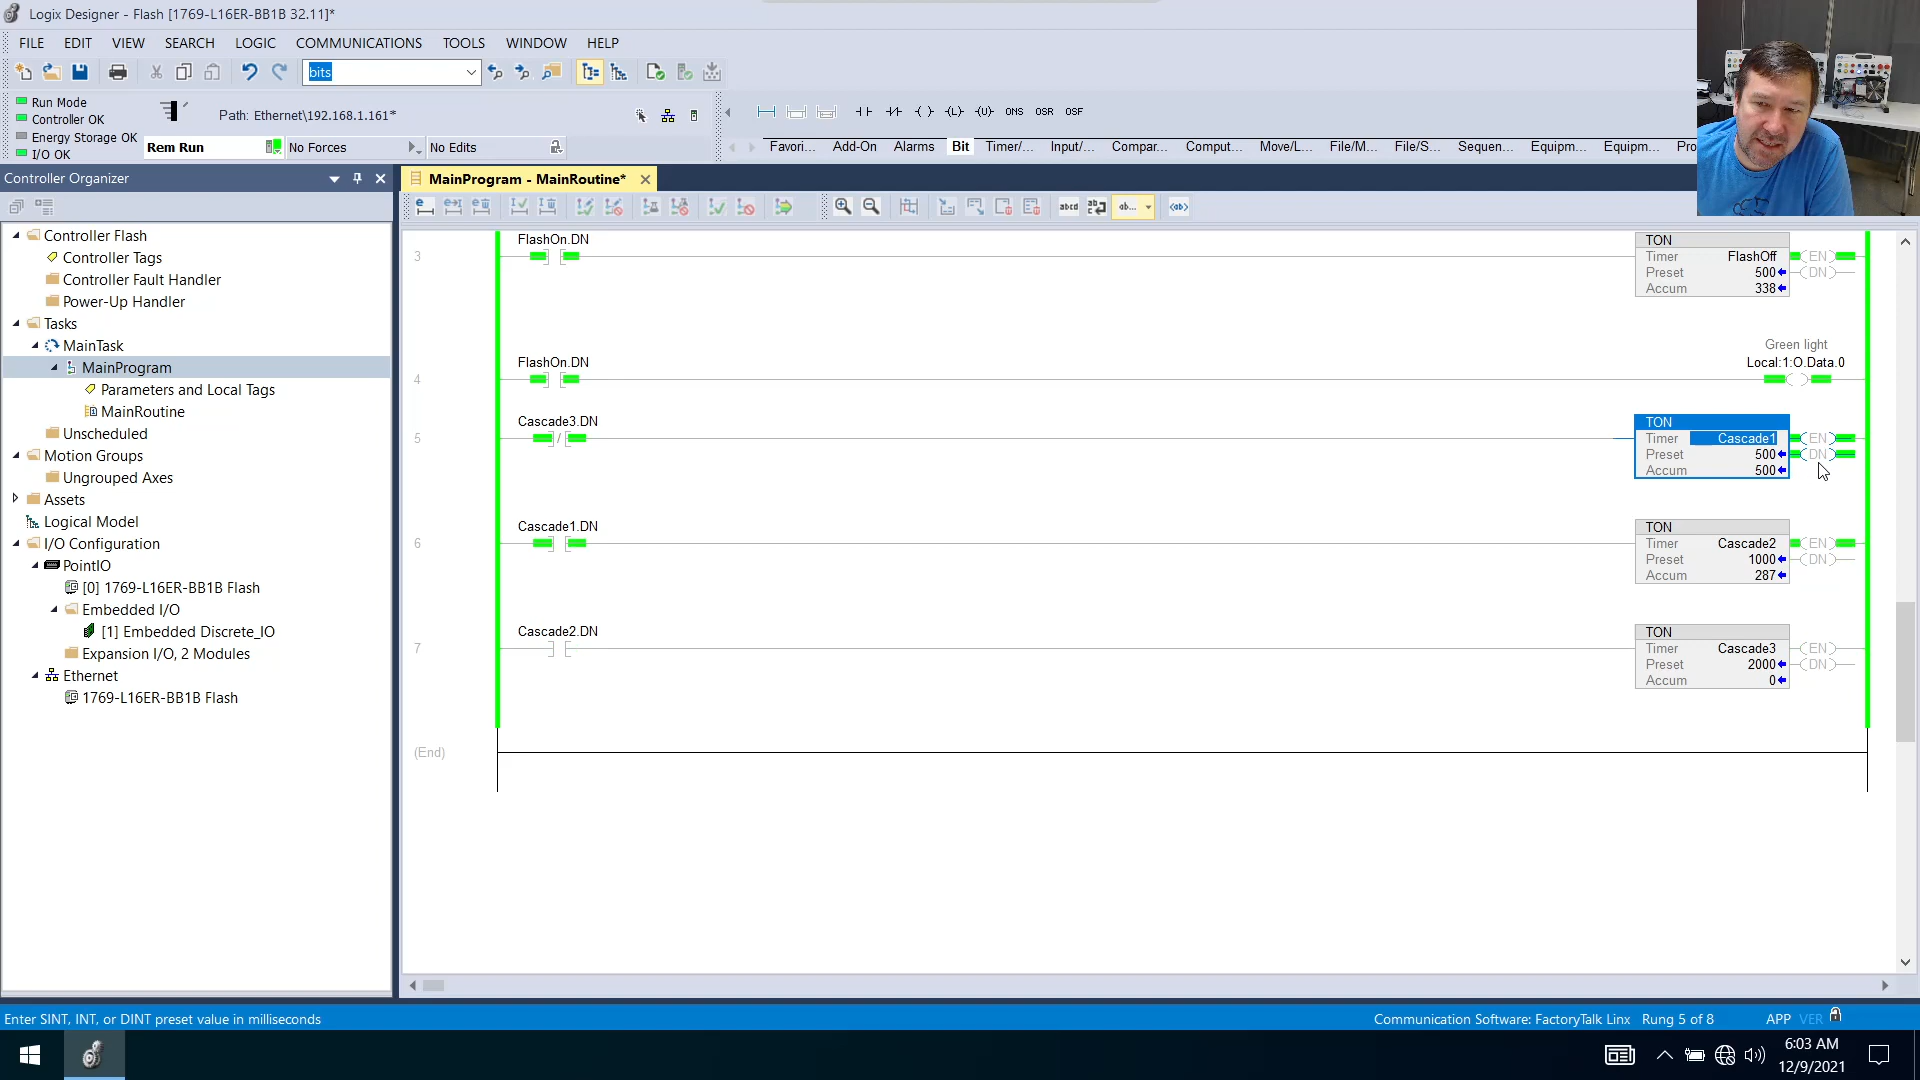 Logix Designer - Flash [1769-L16ER-BB1B 32.11]*
FILE EDIT VIEW SEARCH LOGIC COMMUNICATIONS TOOLS WINDOW HELP
bits
Run Mode
Controller OK
Energy Storage OK
I/O OK
Path: Ethernet\192.168.1.161*
Rem Run No Forces No Edits
(L) (U) ONS OSR OSF
Favori... Add-On Alarms Bit Timer/... Input/... Compar... Comput... Move/L... File/M... File/S... Sequen... Equipm... Equipm... Pro
Controller Organizer
MainProgram - MainRoutine*
e abcd ab...
Controller Flash
Controller Tags
Controller Fault Handler
Power-Up Handler
Tasks
MainTask
MainProgram
Parameters and Local Tags
MainRoutine
Unscheduled
Motion Groups
Ungrouped Axes
Assets
Logical Model
I/O Configuration
PointIO
[0] 1769-L16ER-BB1B Flash
Embedded I/O
[1] Embedded Discrete_IO
Expansion I/O, 2 Modules
Ethernet
1769-L16ER-BB1B Flash
3
FlashOn.DN
TON
Timer FlashOff EN
Preset 500 DN
Accum 338
4
FlashOn.DN
Green light
Local:1:O.Data.0
5
Cascade3.DN
TON
Timer Cascade1 EN
Preset 500 DN
Accum 500
6
Cascade1.DN
TON
Timer Cascade2 EN
Preset 1000 DN
Accum 287
7
Cascade2.DN
TON
Timer Cascade3 EN
Preset 2000 DN
Accum 0
(End)
Enter SINT, INT, or DINT preset value in milliseconds
Communication Software: FactoryTalk Linx Rung 5 of 8 APP VER
6:03 AM
12/9/2021